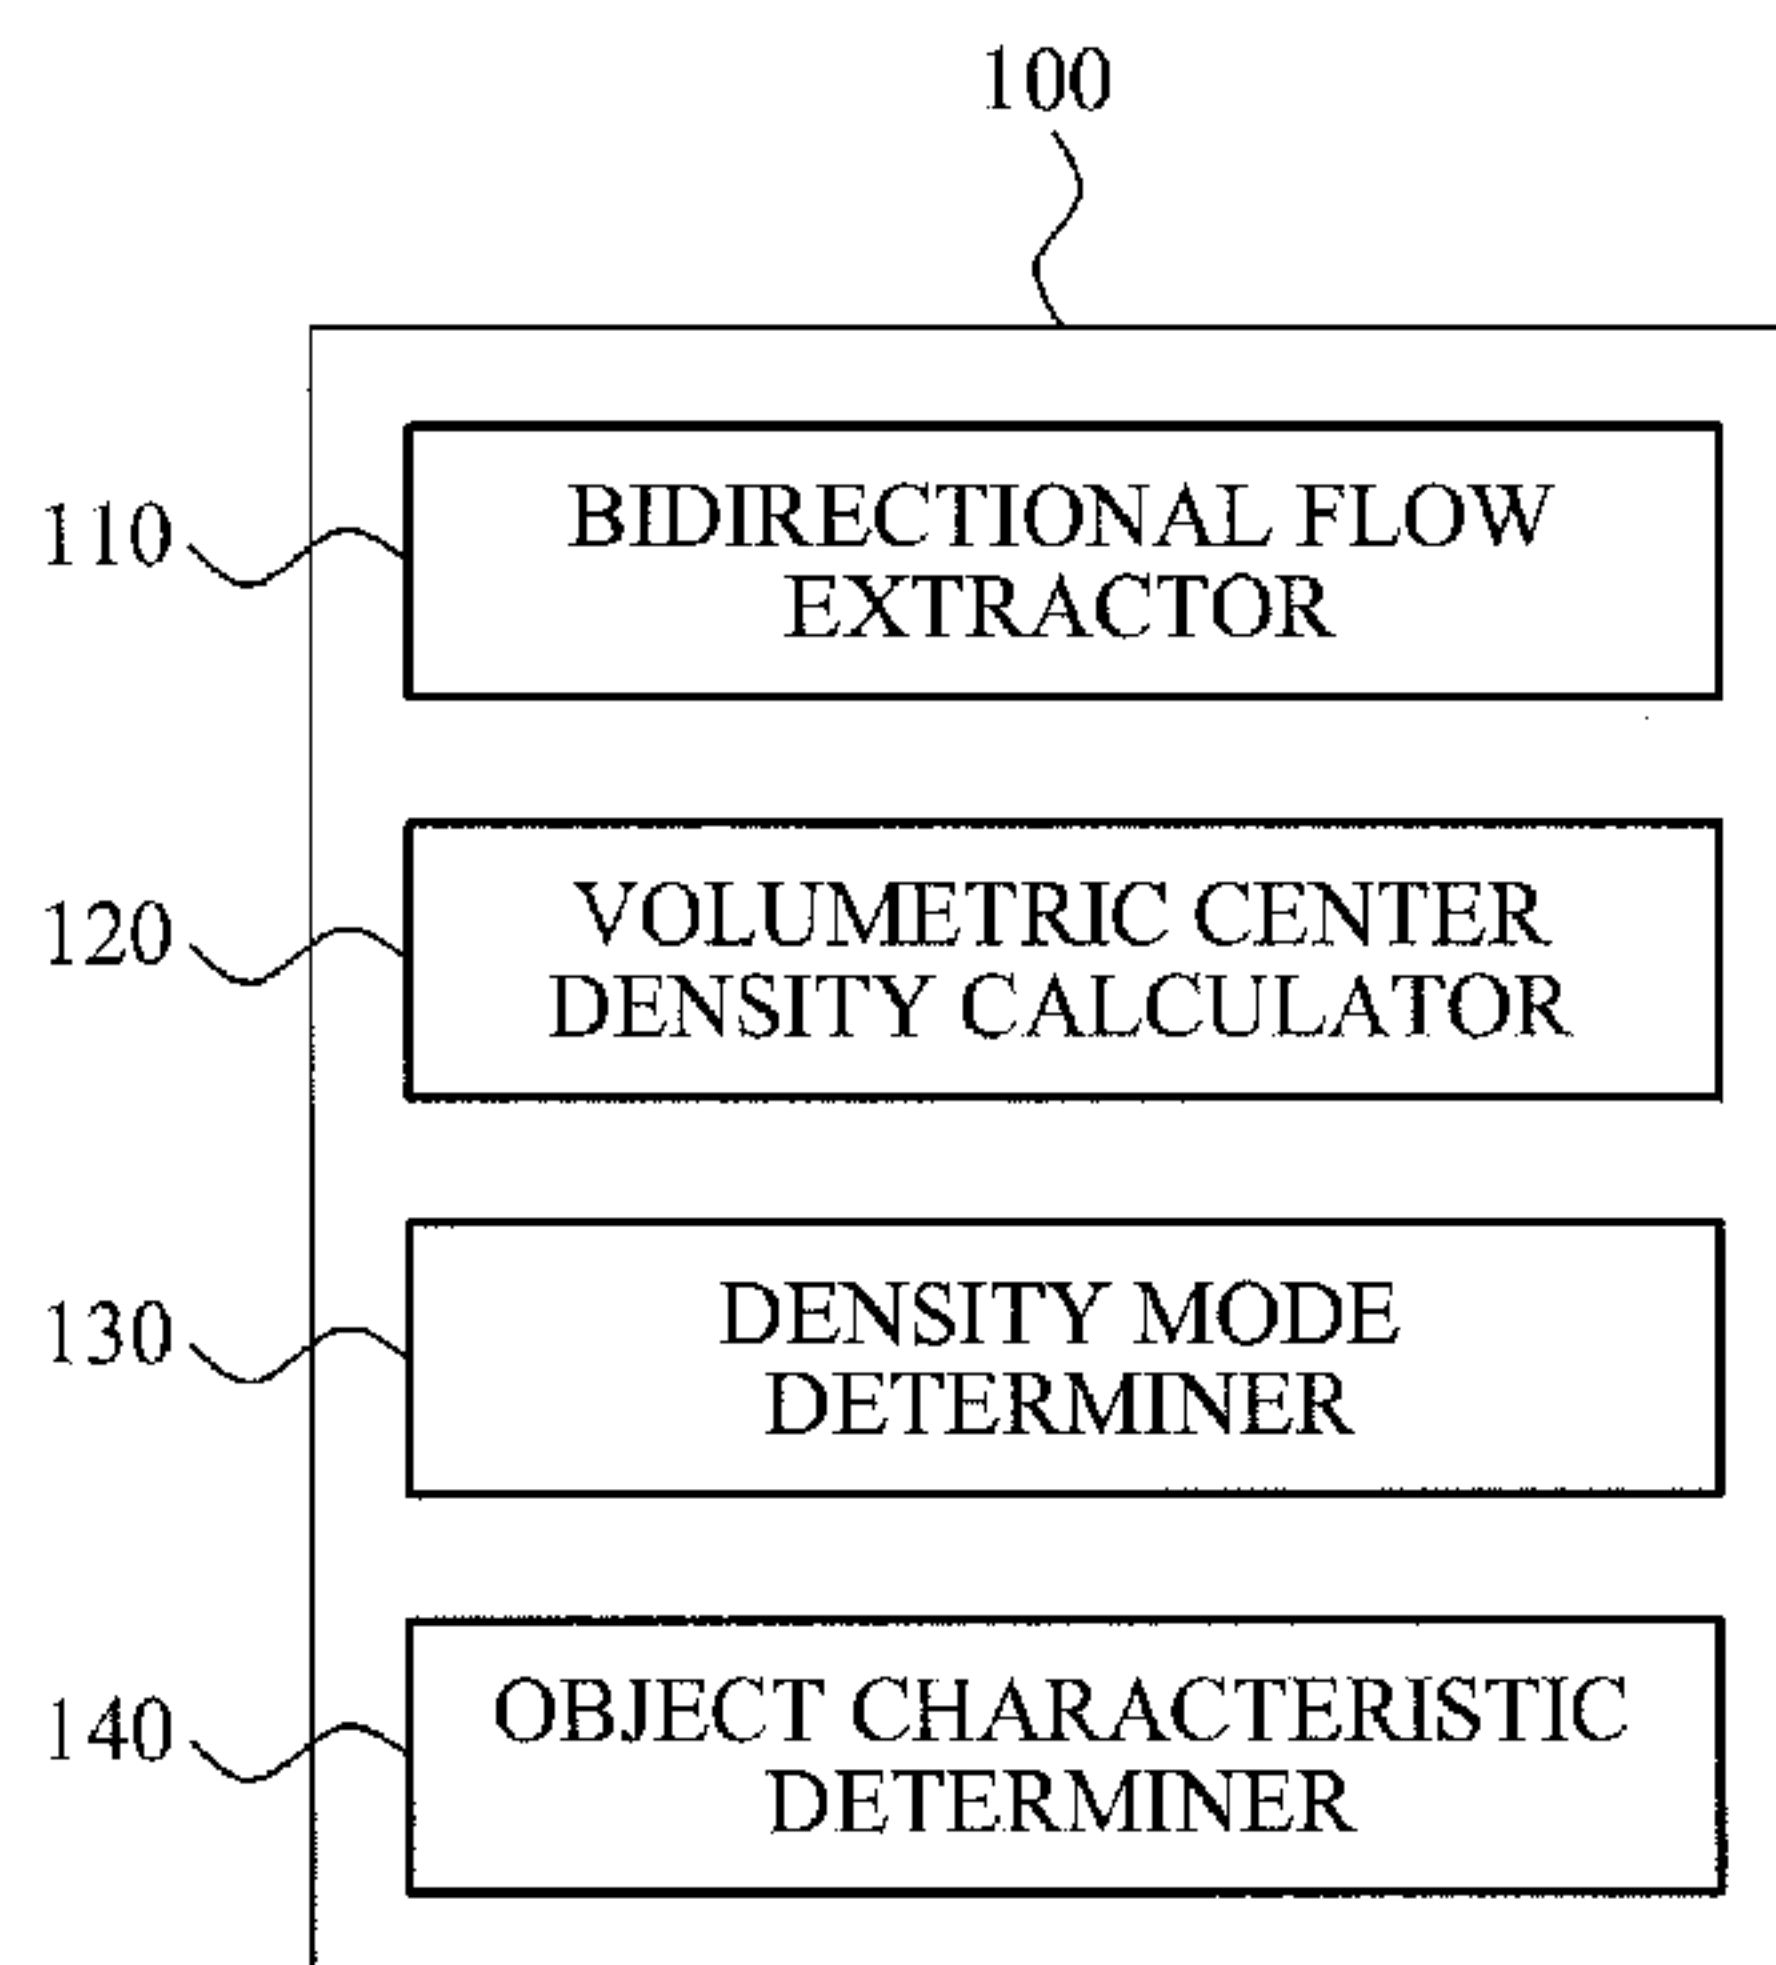 100
110
BIDIRECTIONAL FLOW
EXTRACTOR
120
VOLUMETRIC CENTER
DENSITY CALCULATOR
130
DENSITY MODE
DETERMINER
140
OBJECT CHARACTERISTIC
DETERMINER